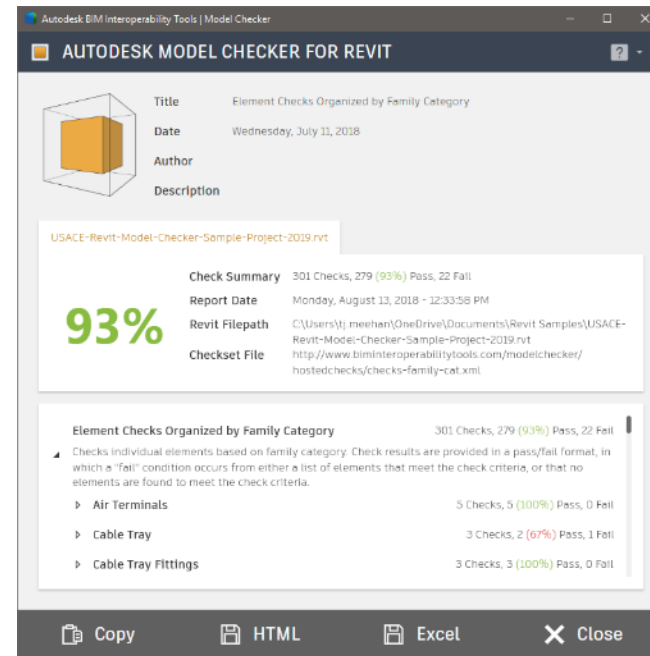 Autodesk BIM Interoperability Tools | Model Checker
AUTODESK MODEL CHECKER FOR REVIT
?
Title Element Checks Organized by Family Category
Date Wednesday, July 11, 2018
Author
Description
USACE-Revit-Model-Checker-Sample-Project-2019.rvt
93%
Check Summary 301 Checks, 279 (93%) Pass, 22 Fail
Report Date Monday, August 13, 2018 - 12:33:58 PM
Revit Filepath C:\Users\tj.meehan\OneDrive\Documents\Revit Samples\USACE-
Revit-Model-Checker-Sample-Project-2019.rvt
Checkset File http://www.biminteroperabilitytools.com/modelchecker/
hostedchecks/checks-family-cat.xml
Element Checks Organized by Family Category 301 Checks, 279 (93%) Pass, 22 Fail
Checks individual elements based on family category. Check results are provided in a pass/fail format, in
which a "fail" condition occurs from either a list of elements that meet the check criteria, or that no
elements are found to meet the check criteria.
Air Terminals 5 Checks, 5 (100%) Pass, 0 Fail
Cable Tray 3 Checks, 2 (67%) Pass, 1 Fail
Cable Tray Fittings 3 Checks, 3 (100%) Pass, 0 Fail
Copy HTML Excel Close